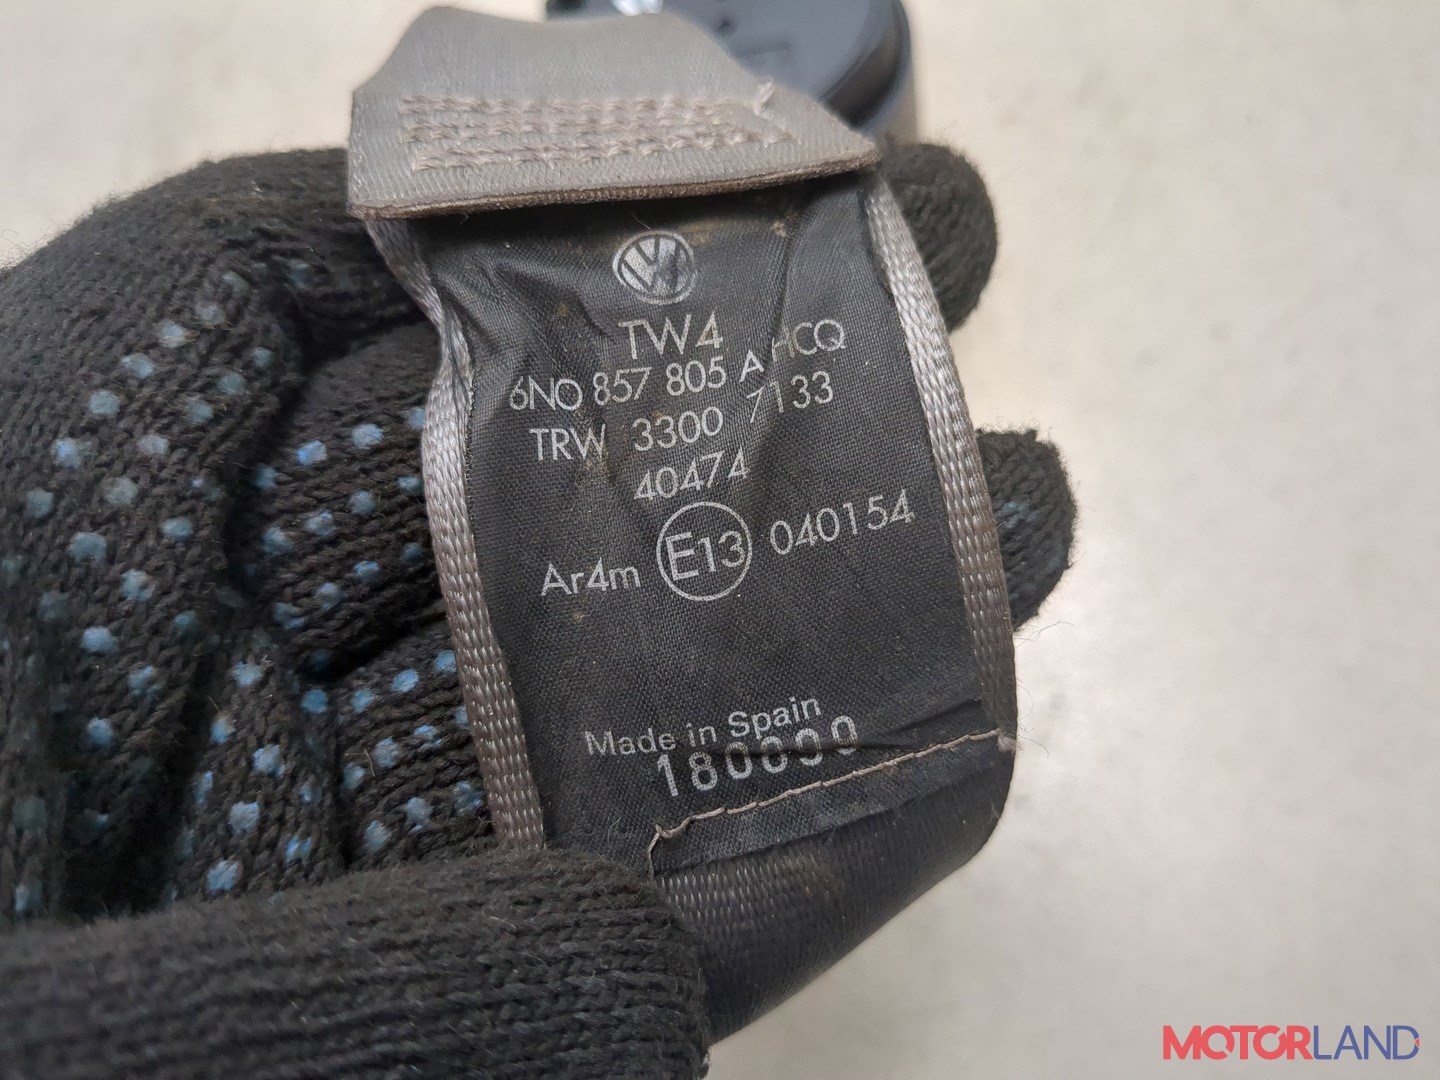 TW4
6N0 857 805 A HCQ
TRW 3300 7133
40474
Ar4m E13 040154
Made in Spain
MOTORLAND